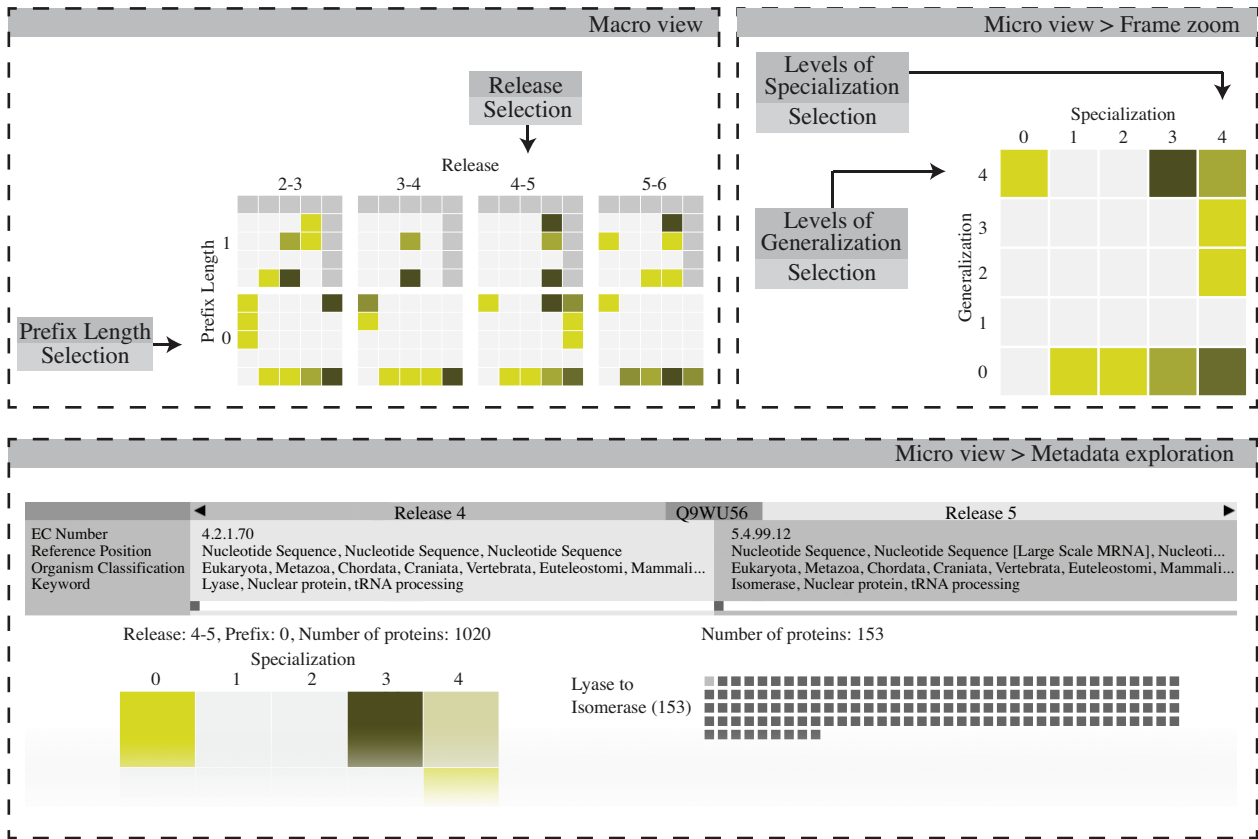 Macro view
Release
Selection
Release
2-3 3-4 4-5 5-6
Prefix Length
1
0
Prefix Length
Selection
Micro view > Frame zoom
Levels of
Specialization
Selection
Specialization
0 1 2 3 4
Levels of
Generalization
Selection
Generalization
4
3
2
1
0
Micro view > Metadata exploration
Release 4 Q9WU56 Release 5
EC Number 4.2.1.70 5.4.99.12
Reference Position Nucleotide Sequence, Nucleotide Sequence, Nucleotide Sequence Nucleotide Sequence, Nucleotide Sequence [Large Scale MRNA], Nucleoti...
Organism Classification Eukaryota, Metazoa, Chordata, Craniata, Vertebrata, Euteleostomi, Mammali... Eukaryota, Metazoa, Chordata, Craniata, Vertebrata, Euteleostomi, Mammali...
Keyword Lyase, Nuclear protein, tRNA processing Isomerase, Nuclear protein, tRNA processing
Release: 4-5, Prefix: 0, Number of proteins: 1020
Specialization
0 1 2 3 4
Number of proteins: 153
Lyase to
Isomerase (153)